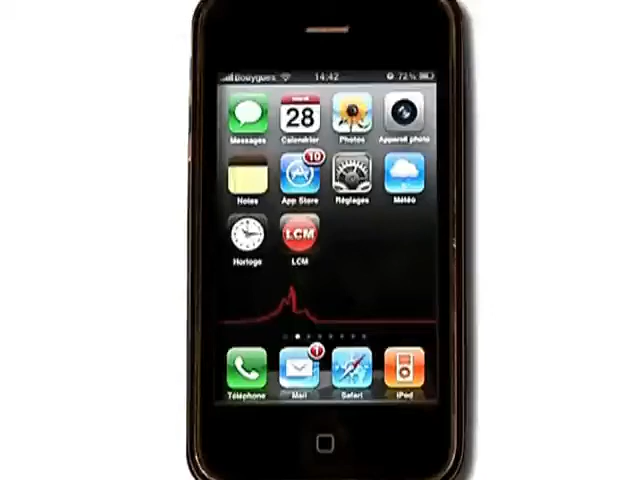 Bouygues 14:42 72 %
28
Messages Calendrier Photos Appareil photo
10
Notes App Store Réglages Météo
LCM
Horloge LCM
1
Téléphone Mail Safari iPod